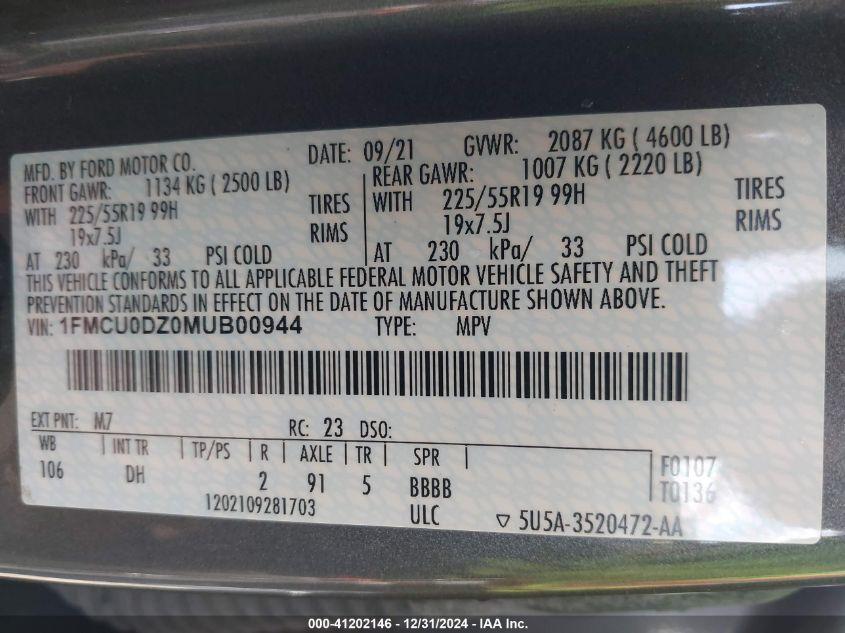 MFD. BY FORD MOTOR CO. DATE: 09/21 GVWR: 2087 KG ( 4600 LB)
FRONT GAWR: 1134 KG ( 2500 LB) REAR GAWR: 1007 KG ( 2220 LB)
WITH 225/55R19 99H TIRES WITH 225/55R19 99H TIRES
19x7.5J RIMS 19x7.5J RIMS
AT 230 kPa/ 33 PSI COLD AT 230 kPa/ 33 PSI COLD
THIS VEHICLE CONFORMS TO ALL APPLICABLE FEDERAL MOTOR VEHICLE SAFETY AND THEFT
PREVENTION STANDARDS IN EFFECT ON THE DATE OF MANUFACTURE SHOWN ABOVE.
VIN: 1FMCU0DZ0MUB00944 TYPE: MPV
EXT PNT: M7 RC: 23 DSO:
WB INT TR TP/PS R AXLE TR SPR F0107
106 DH 2 91 5 BBBB T0136
1202109281703 ULC ▽ 5U5A-3520472-AA
000-41202146 - 12/31/2024 - IAA Inc.